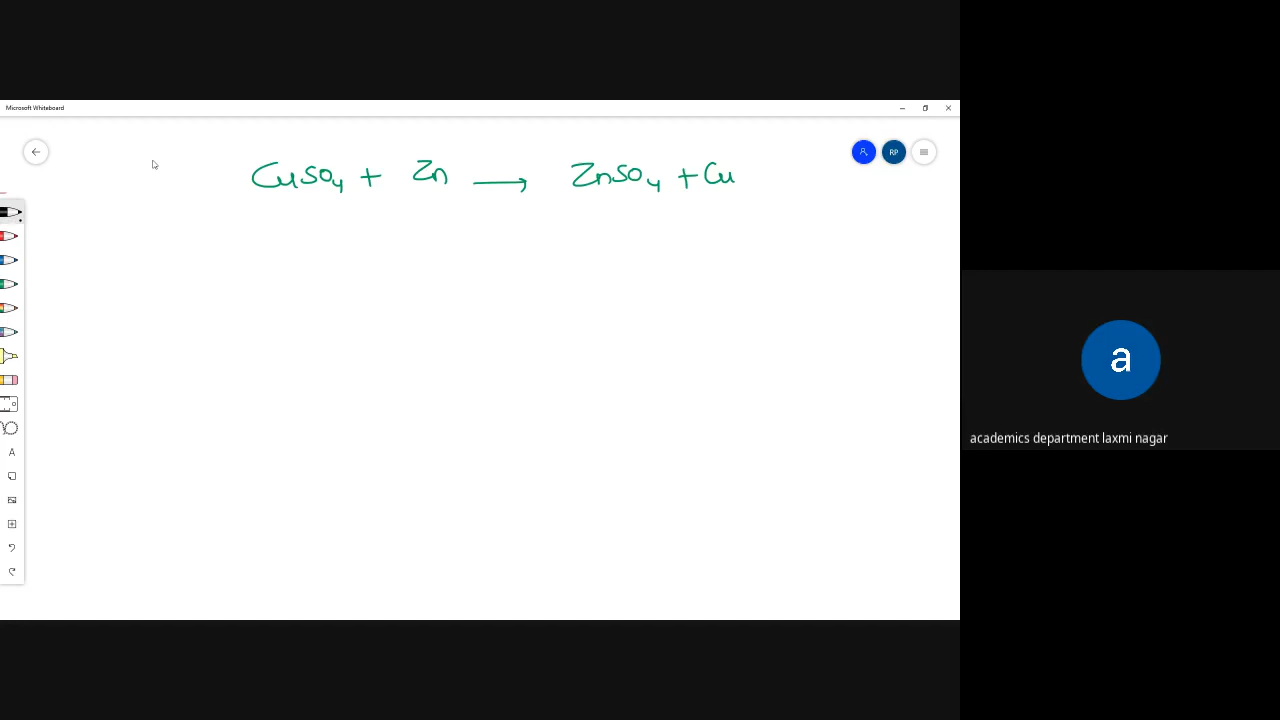 Microsoft Whiteboard
RP
CuSO4 + Zn ⟶ ZnSO4 + Cu
A
a
academics department laxmi nagar